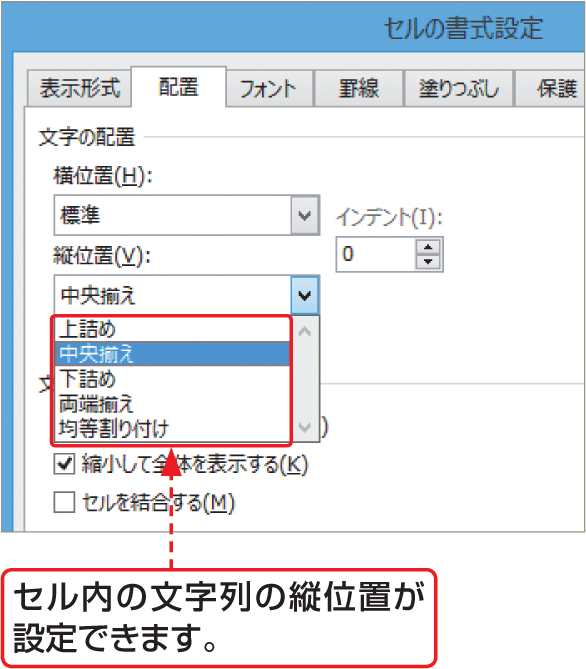 セルの書式設定
表示形式 配置 フォント 罫線 塗りつぶし 保護
文字の配置
横位置(H):
標準 インデント(I):
縦位置(V): 0
中央揃え
上詰め
中央揃え
下詰め
両端揃え
均等割り付け
縮小して全体を表示する(K)
セルを結合する(M)
セル内の文字列の縦位置が
設定できます。